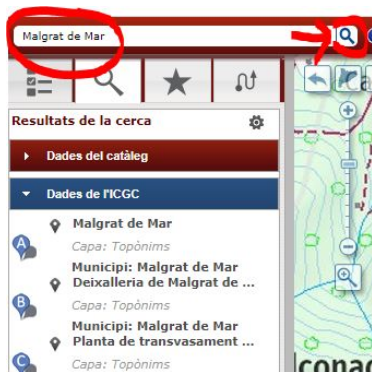 Malgrat de Mar
Resultats de la cerca
Dades del catàleg
Dades de l'ICGC
Malgrat de Mar
A
Capa: Topònims
Municipi: Malgrat de Mar
Deixalleria de Malgrat de ...
B
Capa: Topònims
Municipi: Malgrat de Mar
Planta de transvasament ...
C
Capa: Topònims